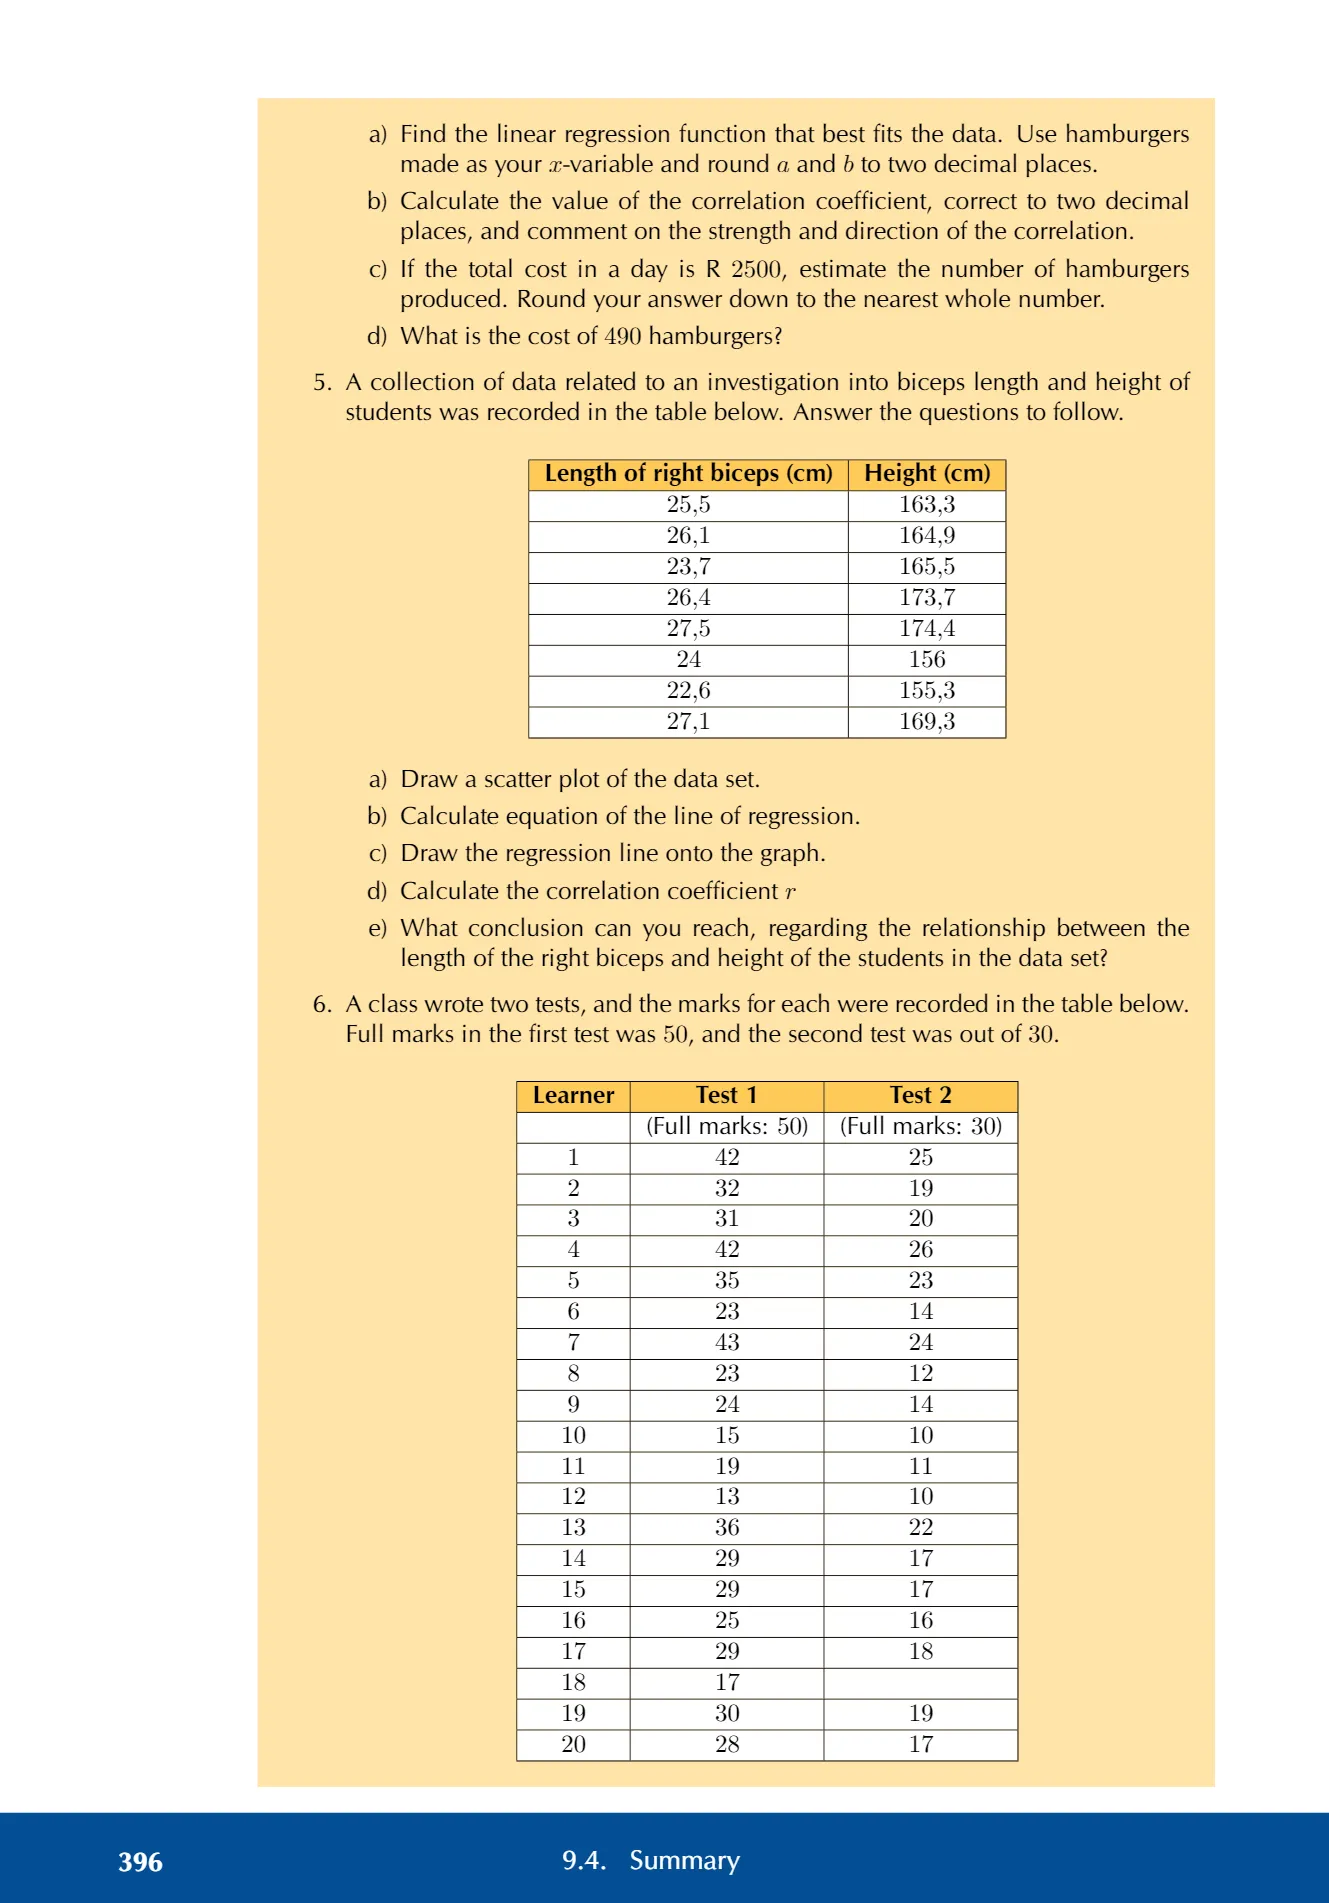 a) Find the linear regression function that best fits the data. Use hamburgers
made as your x-variable and round a and b to two decimal places.
b) Calculate the value of the correlation coefficient, correct to two decimal
places, and comment on the strength and direction of the correlation.
c) If the total cost in a day is R 2500, estimate the number of hamburgers
produced. Round your answer down to the nearest whole number.
d) What is the cost of 490 hamburgers?
5. A collection of data related to an investigation into biceps length and height of
students was recorded in the table below. Answer the questions to follow.
Length of right biceps (cm) Height (cm)
25,5 163,3
26,1 164,9
23,7 165,5
26,4 173,7
27,5 174,4
24 156
22,6 155,3
27,1 169,3
a) Draw a scatter plot of the data set.
b) Calculate equation of the line of regression.
c) Draw the regression line onto the graph.
d) Calculate the correlation coefficient r
e) What conclusion can you reach, regarding the relationship between the
length of the right biceps and height of the students in the data set?
6. A class wrote two tests, and the marks for each were recorded in the table below.
Full marks in the first test was 50, and the second test was out of 30.
Learner Test 1 Test 2
(Full marks: 50) (Full marks: 30)
1 42 25
2 32 19
3 31 20
4 42 26
5 35 23
6 23 14
7 43 24
8 23 12
9 24 14
10 15 10
11 19 11
12 13 10
13 36 22
14 29 17
15 29 17
16 25 16
17 29 18
18 17
19 30 19
20 28 17
396 9.4. Summary